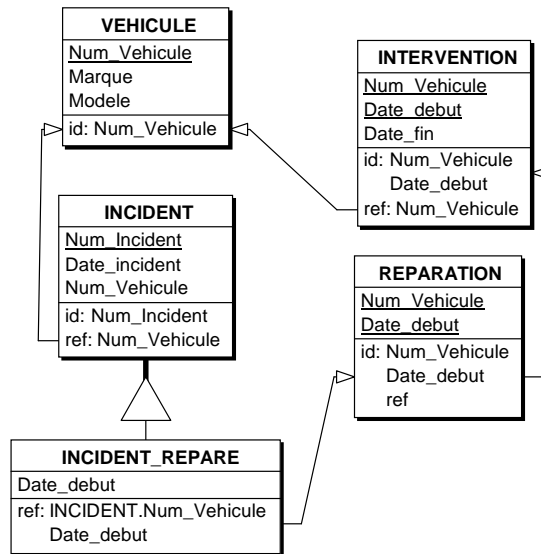 VEHICULE
Num_Vehicule
Marque
Modele
id: Num_Vehicule
INTERVENTION
Num_Vehicule
Date_debut
Date_fin
id: Num_Vehicule
Date_debut
ref: Num_Vehicule
INCIDENT
Num_Incident
Date_incident
Num_Vehicule
id: Num_Incident
ref: Num_Vehicule
REPARATION
Num_Vehicule
Date_debut
id: Num_Vehicule
Date_debut
ref
INCIDENT_REPARE
Date_debut
ref: INCIDENT.Num_Vehicule
Date_debut